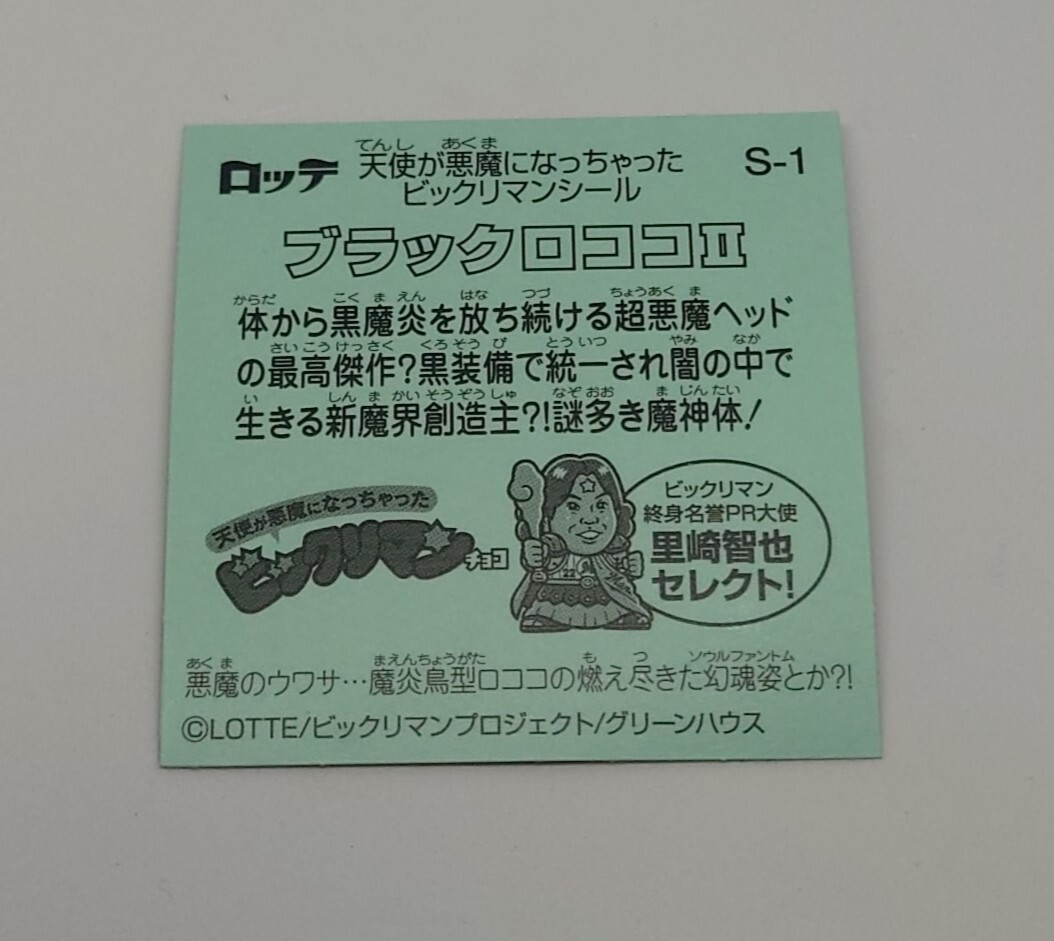 ロッテ
天使が悪魔になっちゃった
てんし あくま
ビックリマンシール
S-1
ブラックロココⅡ
からだ こく ま えん はな つづ ちょうあく ま
体から黒魔炎を放ち続ける超悪魔ヘッド
さいこうけっさく くろそう び とういつ やみ なか
の最高傑作?黒装備で統一され闇の中で
い しん ま かいそうぞうしゅ なぞおお ま じんたい
生きる新魔界創造主?!謎多き魔神体!
天使が悪魔になっちゃった
ビックリマン
チョコ
22
ビックリマン
終身名誉PR大使
里崎智也
セレクト!
あく ま まえんちょうがた も つ ソウルファントム
悪魔のウワサ…魔炎鳥型ロココの燃え尽きた幻魂姿とか?!
©LOTTE/ビックリマンプロジェクト/グリーンハウス